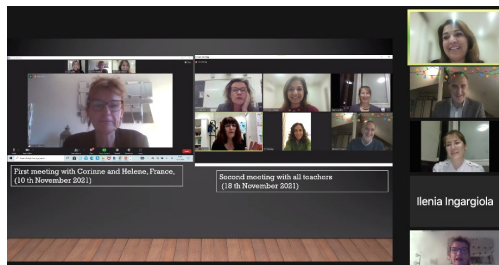 First meeting with Corinne and Helene, France,
(10 th November 2021)
Second meeting with all teachers
(18 th November 2021)
Ilenia Ingargiola